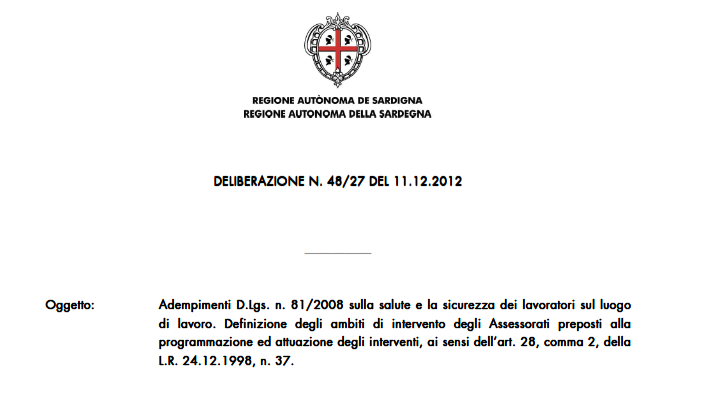 REGIONE AUTÒNOMA DE SARDIGNA
REGIONE AUTONOMA DELLA SARDEGNA
DELIBERAZIONE N. 48/27 DEL 11.12.2012
Oggetto: Adempimenti D.Lgs. n. 81/2008 sulla salute e la sicurezza dei lavoratori sul luogo
di lavoro. Definizione degli ambiti di intervento degli Assessorati preposti alla
programmazione ed attuazione degli interventi, ai sensi dell'art. 28, comma 2, della
L.R. 24.12.1998, n. 37.